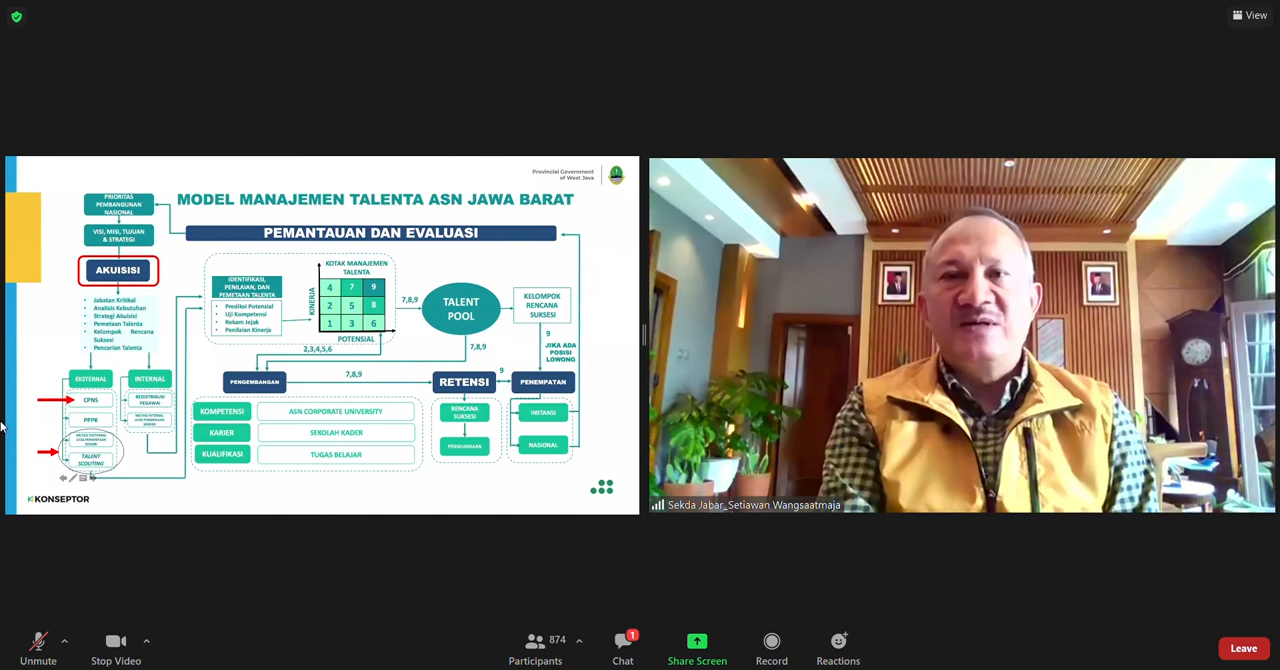 View
Provincial Government
of West Java
MODEL MANAJEMEN TALENTA ASN JAWA BARAT
PRIORITAS
PEMBANGUNAN
NASIONAL
VISI, MISI, TUJUAN
& STRATEGI
PEMANTAUAN DAN EVALUASI
AKUISISI
• Jabatan Kritikal
• Analisis Kebutuhan
• Strategi Akuisisi
• Pemetaan Talenta
• Kelompok Rencana
Suksesi
• Pencarian Talenta
EKSTERNAL
INTERNAL
CPNS
PPPK
TALENT
SCOUTING
REDISTRIBUSI
PEGAWAI
IDENTIFIKASI,
PENILAIAN, DAN
PEMETAAN TALENTA
• Prediksi Potensial
• Uji Kompetensi
• Rekam Jejak
• Penilaian Kinerja
KOTAK MANAJEMEN
TALENTA
KINERJA
4 7 9
2 5 8
1 3 6
POTENSIAL
7,8,9
TALENT
POOL
KELOMPOK
RENCANA
SUKSESI
9
JIKA ADA
POSISI
LOWONG
2,3,4,5,6
7,8,9
PENGEMBANGAN
7,8,9
RETENSI
9
PENEMPATAN
KOMPETENSI
ASN CORPORATE UNIVERSITY
KARIER
SEKOLAH KADER
KUALIFIKASI
TUGAS BELAJAR
RENCANA
SUKSESI
PENGHARGAAN
INSTANSI
NASIONAL
KONSEPTOR
Sekda Jabar_Setiawan Wangsaatmaja
Unmute
Stop Video
874
Participants
1
Chat
Share Screen
Record
Reactions
Leave